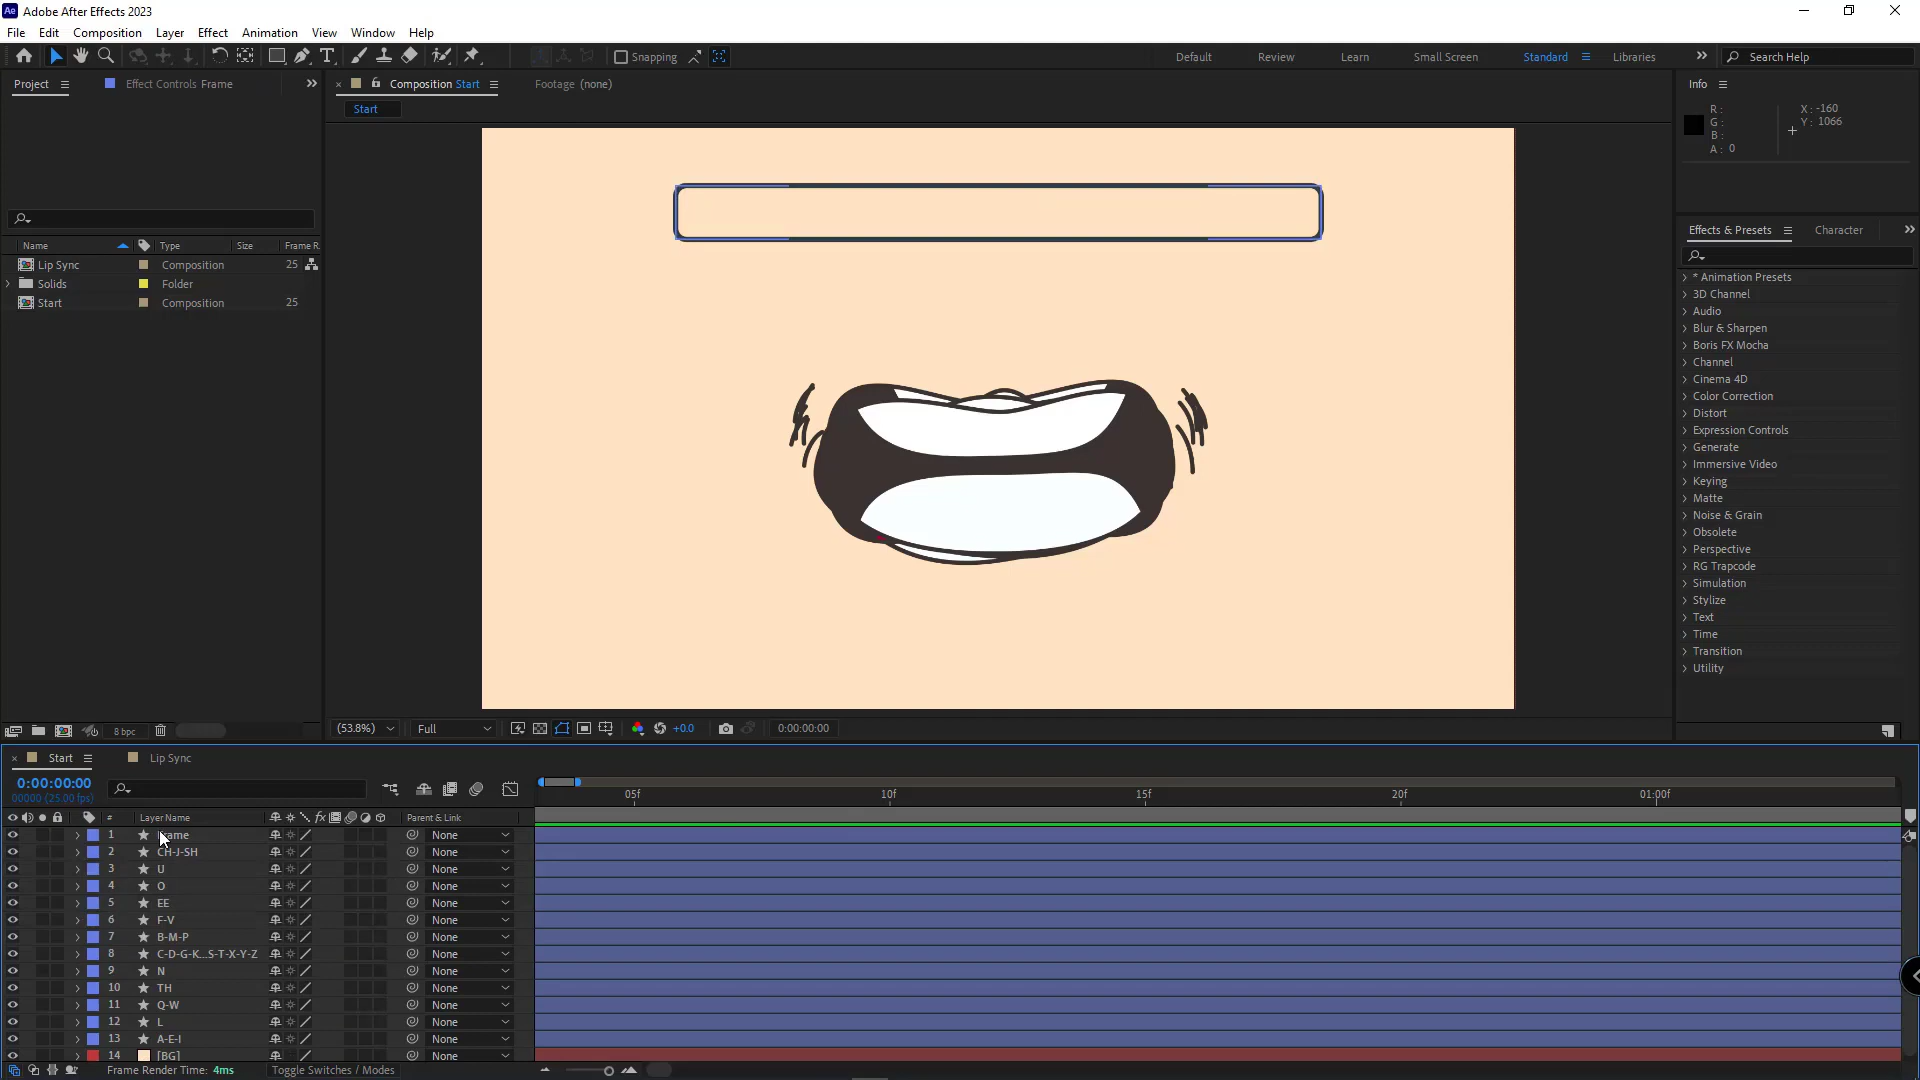 Adobe After Effects 2023
File Edit Composition Layer Effect Animation View Window Help
Snapping Default Review Learn Small Screen Standard Libraries Search Help
Project Effect Controls Frame
Composition Start Footage (none)
Start
Info
R:
G:
B:
A: 0
X: -160
Y: 1066
Name Type Size Frame R
Lip Sync Composition 25
Solids Folder
Start Composition 25
8 bpc
(53.8%) Full +0.0 0:00:00:00
Effects & Presets Character
* Animation Presets
3D Channel
Audio
Blur & Sharpen
Boris FX Mocha
Channel
Cinema 4D
Color Correction
Distort
Expression Controls
Generate
Immersive Video
Keying
Matte
Noise & Grain
Obsolete
Perspective
RG Trapcode
Simulation
Stylize
Text
Time
Transition
Utility
Start Lip Sync
0:00:00:00
00000 (25.00 fps)
05f 10f 15f 20f 01:00f
# Layer Name fx Parent & Link
1 Frame None
2 CH-J-SH None
3 U None
4 O None
5 EE None
6 F-V None
7 B-M-P None
8 C-D-G-K...S-T-X-Y-Z None
9 N None
10 TH None
11 Q-W None
12 L None
13 A-E-I None
14 [BG] None
Frame Render Time: 4ms Toggle Switches / Modes